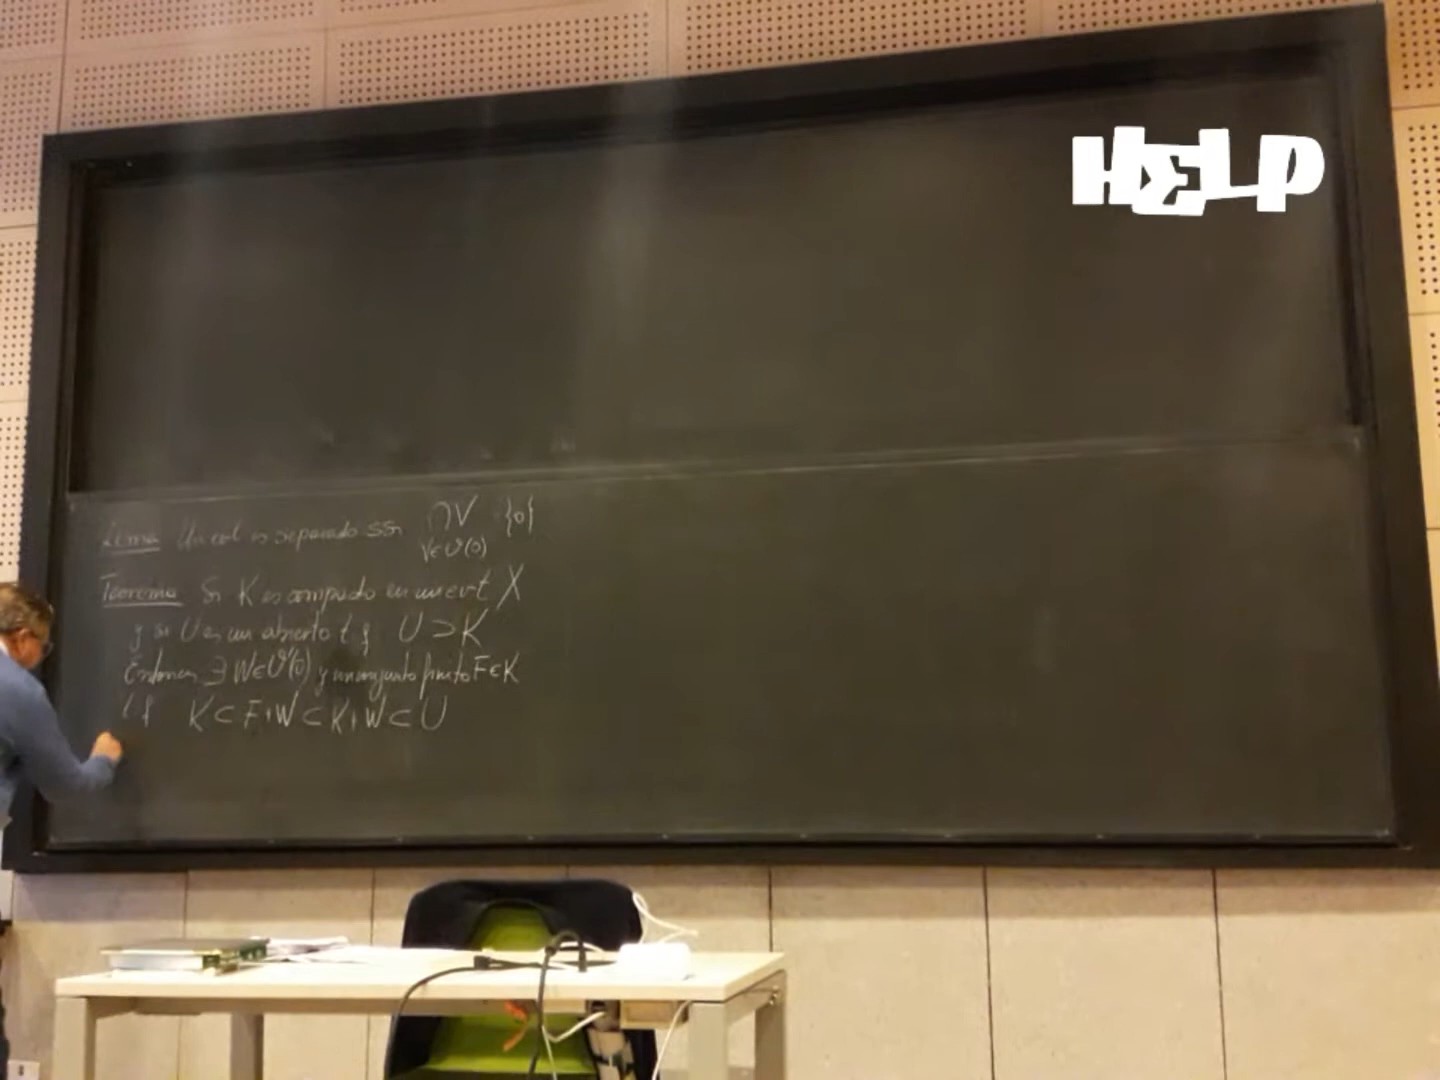 HELP
Lema Un evt es separado ssi ∩V {0}
V∈𝒱(0)
Teorema Si K es compacto en un evt X
y si U es un abierto t q U ⊃ K
Entonces ∃ W∈𝒱(0) y un conjunto finito F⊂K
t q K ⊂ F+W ⊂ K+W ⊂ U